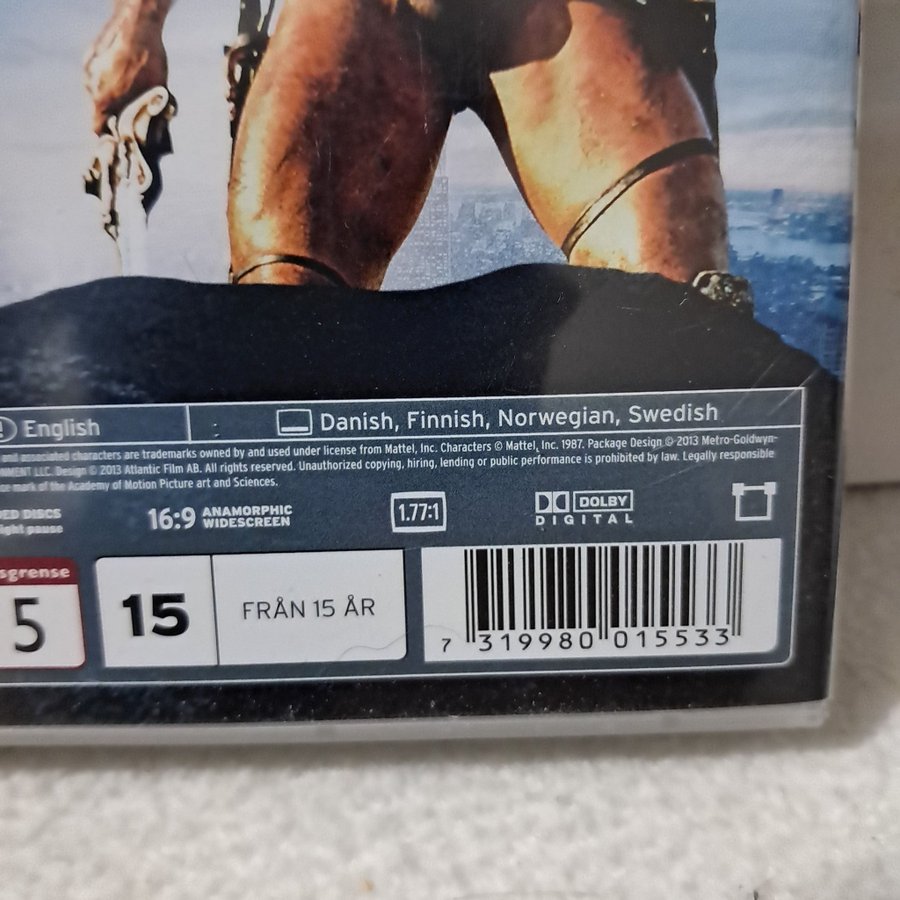 English
Danish, Finnish, Norwegian, Swedish
and associated characters are trademarks owned by and used under license from Mattel, Inc. Characters © Mattel, Inc. 1987. Package Design © 2013 Metro-Goldwyn-
NMENT LLC. Design © 2013 Atlantic Film AB. All rights reserved. Unauthorized copying, hiring, lending or public performance is prohibited by law. Legally responsible
ce mark of the Academy of Motion Picture art and Sciences.
DISCS
ight pause
16:9 ANAMORPHIC
WIDESCREEN
1.77:1
DOLBY
DIGITAL
sgrense
5
15
FRÅN 15 ÅR
7 319980 015533